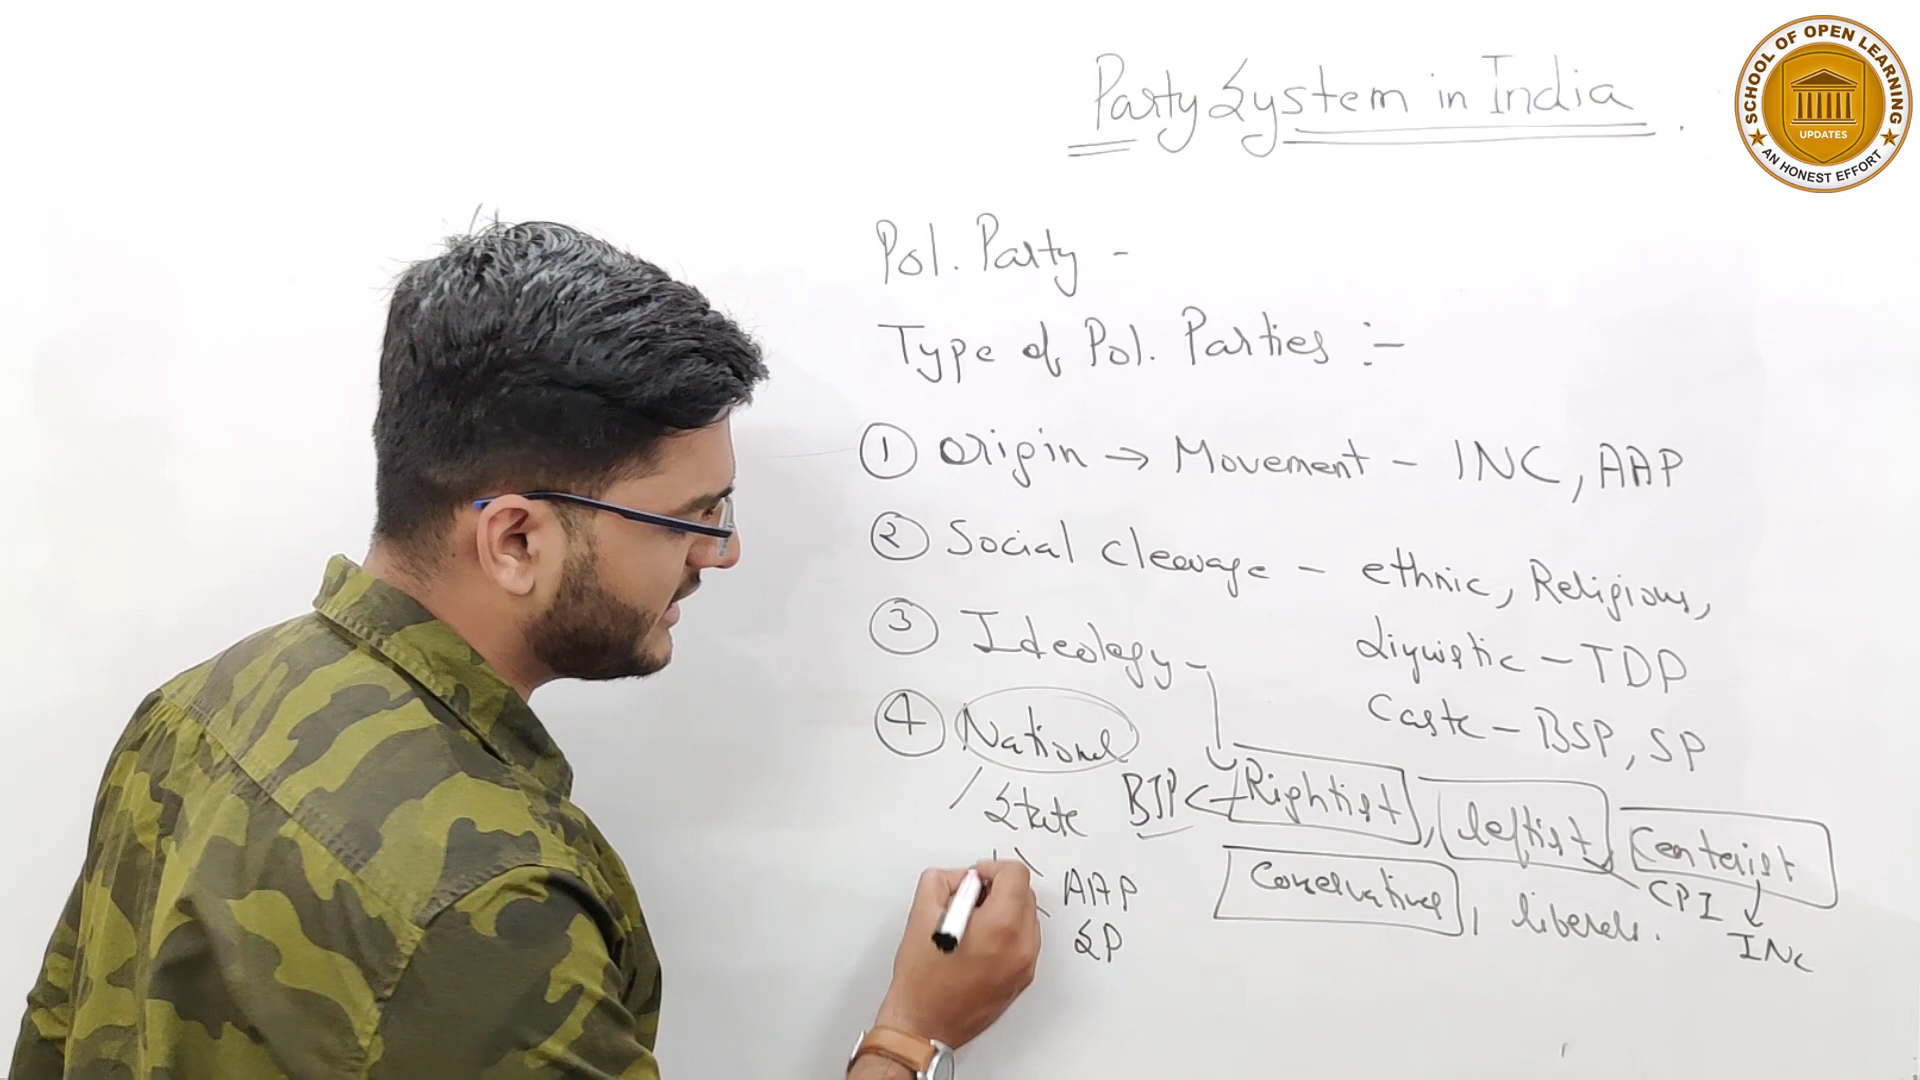 Party System in India
SCHOOL OF OPEN LEARNING
UPDATES
AN HONEST EFFORT
Pol. Party -
Type of Pol. Parties :-
① Origin → Movement - INC, AAP
② Social cleavage - ethnic, Religious,
Liguistic - TDP
Caste - BSP, SP
③ Ideology -
④ National
/ State
BJP ← Rightist, leftist, Centerist
AAP
SP
Conservatives, liberals.
CPI
INC